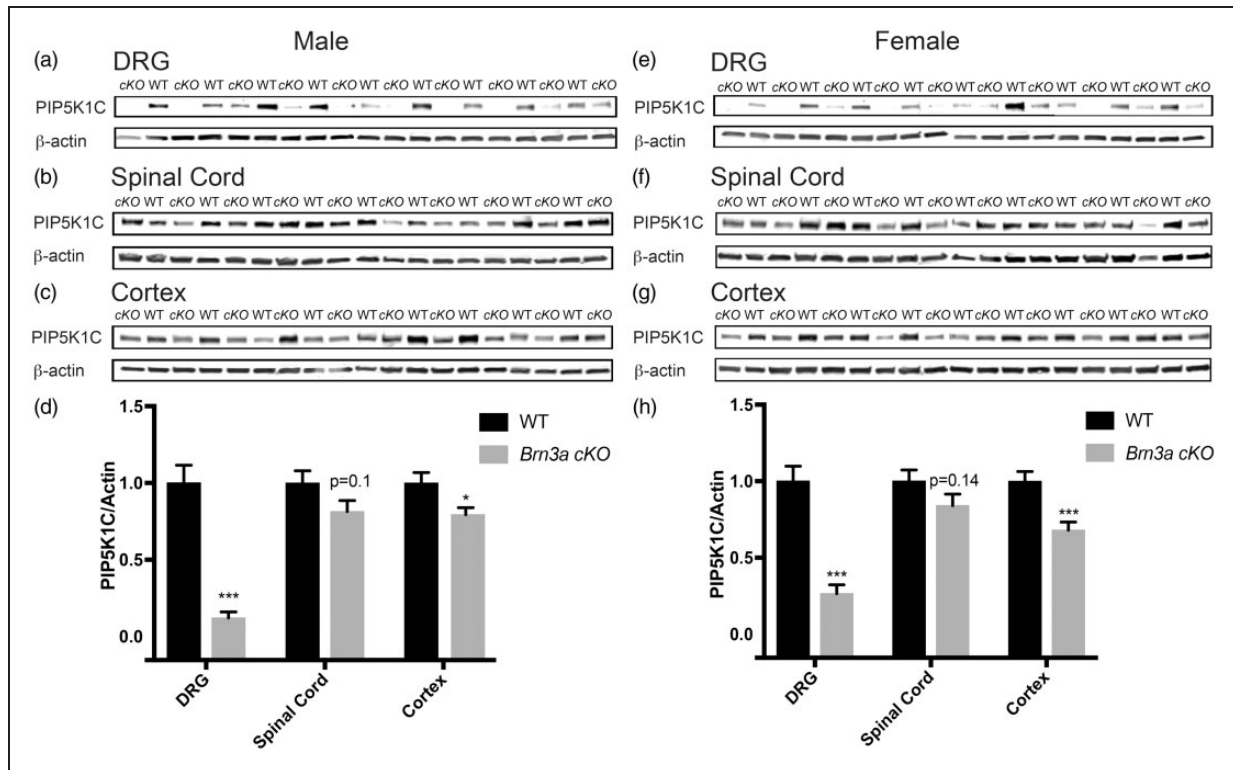 Male
(a)
DRG
cKO WT cKO WT cKO WT cKO WT cKO WT cKO WT cKO WT cKO WT cKO WT cKO
PIP5K1C
β-actin
(b)
Spinal Cord
cKO WT cKO WT cKO WT cKO WT cKO WT cKO WT cKO WT cKO WT cKO WT cKO
PIP5K1C
β-actin
(c)
Cortex
cKO WT cKO WT cKO WT cKO WT cKO WT cKO WT cKO WT cKO WT cKO WT cKO
PIP5K1C
β-actin
(d)
1.5
1.0
0.5
0.0
PIP5K1C/Actin
WT
Brn3a cKO
***
p=0.1
*
DRG
Spinal Cord
Cortex
Female
(e)
DRG
cKO WT cKO WT cKO WT cKO WT cKO WT cKO WT cKO WT cKO WT cKO WT cKO
PIP5K1C
β-actin
(f)
Spinal Cord
cKO WT cKO WT cKO WT cKO WT cKO WT cKO WT cKO WT cKO WT cKO WT cKO
PIP5K1C
β-actin
(g)
Cortex
cKO WT cKO WT cKO WT cKO WT cKO WT cKO WT cKO WT cKO WT cKO WT cKO
PIP5K1C
β-actin
(h)
1.5
1.0
0.5
0.0
PIP5K1C/Actin
WT
Brn3a cKO
***
p=0.14
***
DRG
Spinal Cord
Cortex